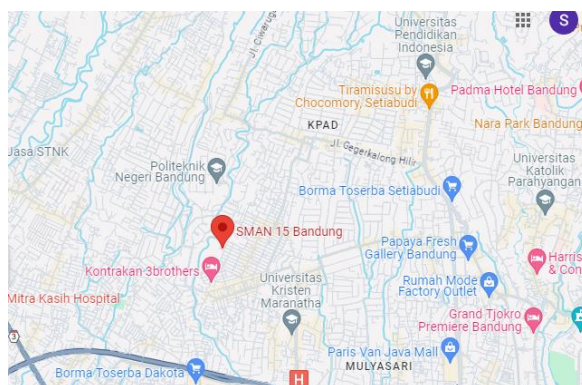 Universitas
Pendidikan
Indonesia
S
Jl. Ciwaruga
Tiramisusu by
Chocomory, Setiabudi
Padma Hotel Bandung
KPAD
Nara Park Bandung
Jl. Gegerkalong Hilir
Jasa STNK
Politeknik
Negeri Bandung
Universitas
Katolik
Parahyangan
Borma Toserba Setiabudi
SMAN 15 Bandung
Papaya Fresh
Gallery Bandung
Harris
& Con
Kontrakan 3brothers
Universitas
Kristen
Maranatha
Rumah Mode
Factory Outlet
Mitra Kasih Hospital
Grand Tjokro
Premiere Bandung
3
Paris Van Java Mall
MULYASARI
Borma Toserba Dakota
H